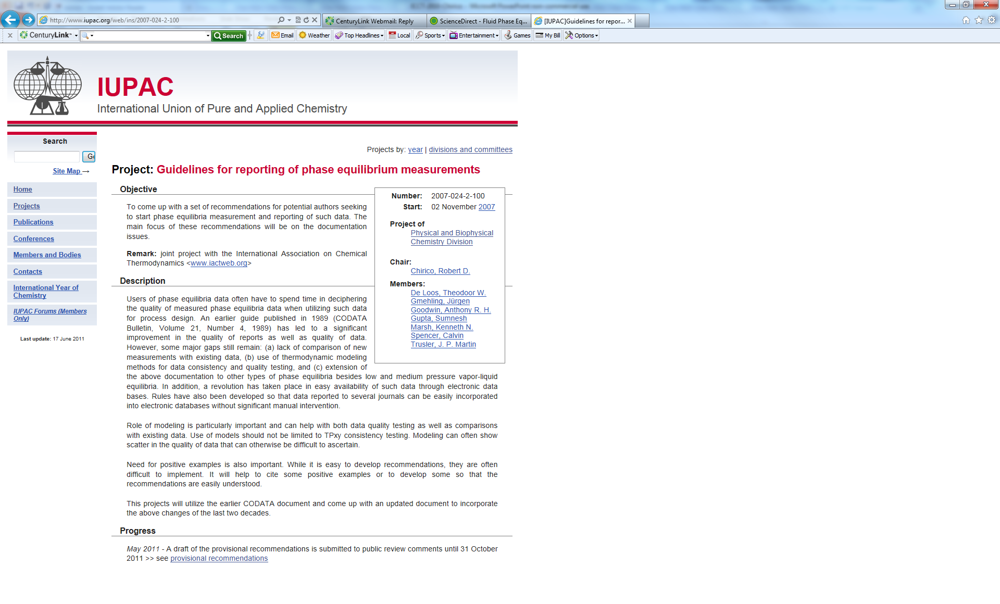 http://www.iupac.org/web/ins/2007-024-2-100
CenturyLink Webmail: Reply
ScienceDirect - Fluid Phase Eq...
[IUPAC]Guidelines for repor...
CenturyLink™
Search
Email
Weather
Top Headlines
Local
Sports
Entertainment
Games
My Bill
Options
IUPAC
International Union of Pure and Applied Chemistry
Search
Go
Site Map →
Home
Projects
Publications
Conferences
Members and Bodies
Contacts
International Year of
Chemistry
IUPAC Forums (Members
Only)
Last update: 17 June 2011
Projects by: year | divisions and committees
Project: Guidelines for reporting of phase equilibrium measurements
Objective
To come up with a set of recommendations for potential authors seeking
to start phase equilibria measurement and reporting of such data. The
main focus of these recommendations will be on the documentation
issues.
Remark: joint project with the International Association on Chemical
Thermodynamics <www.iactweb.org>
Number: 2007-024-2-100
Start: 02 November 2007
Project of
Physical and Biophysical
Chemistry Division
Chair:
Chirico, Robert D.
Members:
De Loos, Theodoor W.
Gmehling, Jürgen
Goodwin, Anthony R. H.
Gupta, Sumnesh
Marsh, Kenneth N.
Spencer, Calvin
Trusler, J. P. Martin
Description
Users of phase equilibria data often have to spend time in deciphering
the quality of measured phase equilibria data when utilizing such data
for process design. An earlier guide published in 1989 (CODATA
Bulletin, Volume 21, Number 4, 1989) has led to a significant
improvement in the quality of reports as well as quality of data.
However, some major gaps still remain: (a) lack of comparison of new
measurements with existing data, (b) use of thermodynamic modeling
methods for data consistency and quality testing, and (c) extension of
the above documentation to other types of phase equilibria besides low and medium pressure vapor-liquid
equilibria. In addition, a revolution has taken place in easy availability of such data through electronic data
bases. Rules have also been developed so that data reported to several journals can be easily incorporated
into electronic databases without significant manual intervention.
Role of modeling is particularly important and can help with both data quality testing as well as comparisons
with existing data. Use of models should not be limited to TPxy consistency testing. Modeling can often show
scatter in the quality of data that can otherwise be difficult to ascertain.
Need for positive examples is also important. While it is easy to develop recommendations, they are often
difficult to implement. It will help to cite some positive examples or to develop some so that the
recommendations are easily understood.
This projects will utilize the earlier CODATA document and come up with an updated document to incorporate
the above changes of the last two decades.
Progress
May 2011 - A draft of the provisional recommendations is submitted to public review comments until 31 October
2011 >> see provisional recommendations